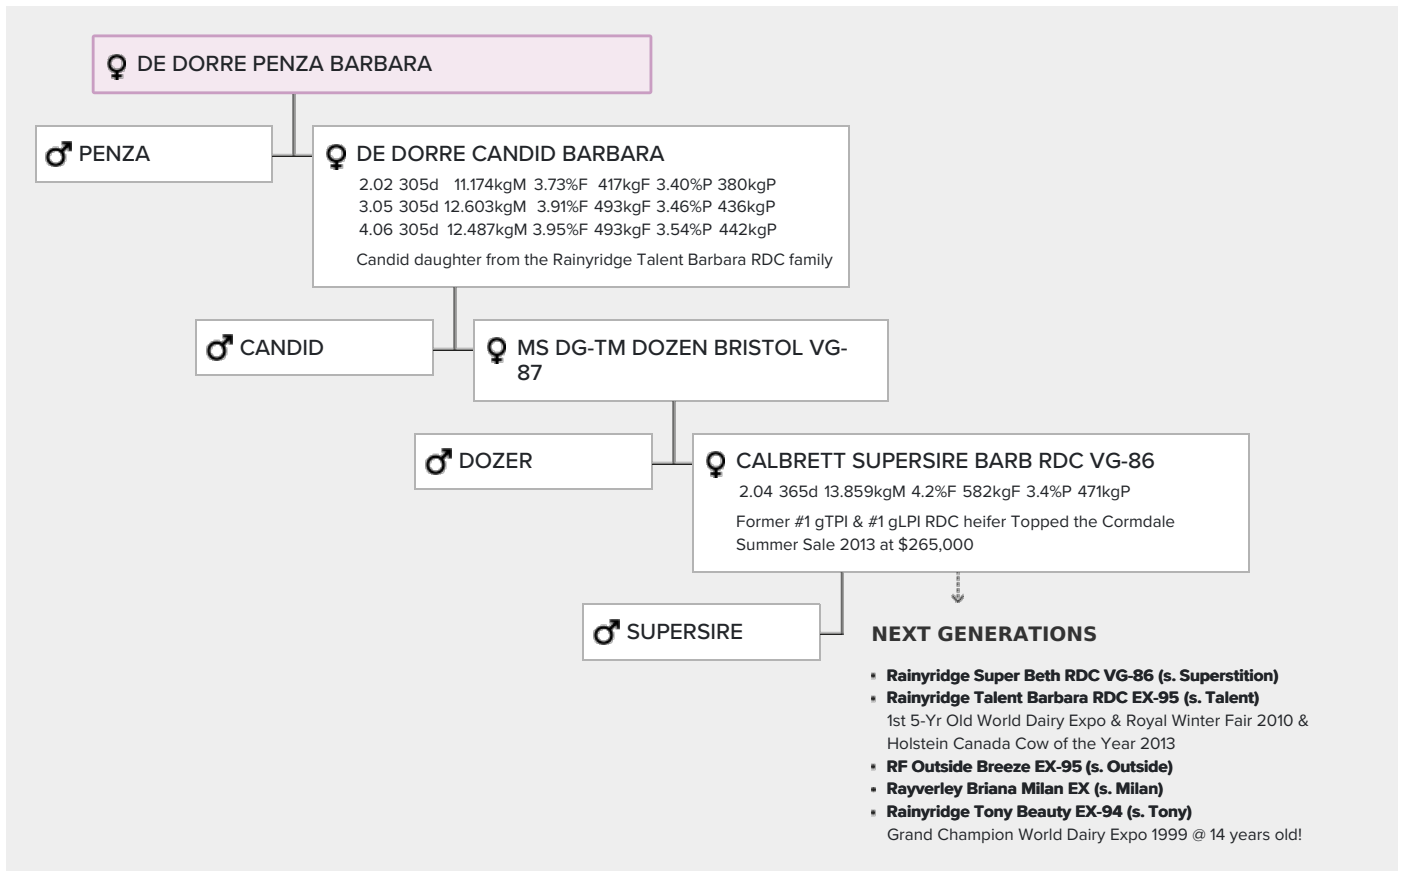 DE DORRE PENZA BARBARA
PENZA
DE DORRE CANDID BARBARA
2.02 305d 11.174kgM 3.73%F 417kgF 3.40%P 380kgP
3.05 305d 12.603kgM 3.91%F 493kgF 3.46%P 436kgP
4.06 305d 12.487kgM 3.95%F 493kgF 3.54%P 442kgP
Candid daughter from the Rainyridge Talent Barbara RDC family
CANDID
MS DG-TM DOZEN BRISTOL VG-
87
DOZER
CALBRETT SUPERSIRE BARB RDC VG-86
2.04 365d 13.859kgM 4.2%F 582kgF 3.4%P 471kgP
Former #1 gTPI & #1 gLPI RDC heifer Topped the Cormdale
Summer Sale 2013 at $265,000
SUPERSIRE
NEXT GENERATIONS
Rainyridge Super Beth RDC VG-86 (s. Superstition)
Rainyridge Talent Barbara RDC EX-95 (s. Talent)
1st 5-Yr Old World Dairy Expo & Royal Winter Fair 2010 &
Holstein Canada Cow of the Year 2013
RF Outside Breeze EX-95 (s. Outside)
Rayverley Briana Milan EX (s. Milan)
Rainyridge Tony Beauty EX-94 (s. Tony)
Grand Champion World Dairy Expo 1999 @ 14 years old!